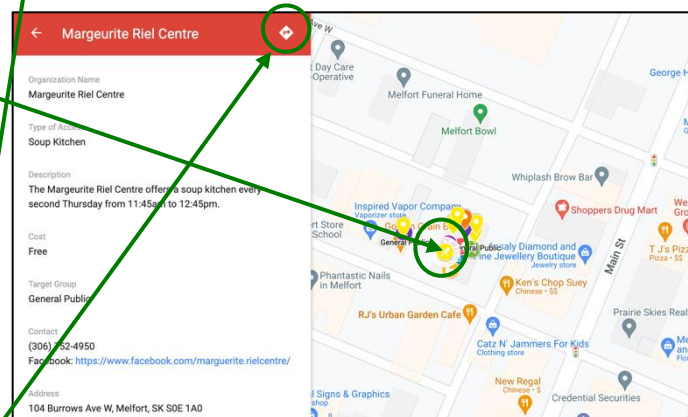 Margeurite Riel Centre
Organization Name
Margeurite Riel Centre
Type of Access
Soup Kitchen
Description
The Margeurite Riel Centre offers a soup kitchen every
second Thursday from 11:45am to 12:45pm.
Cost
Free
Target Group
General Public
Contact
(306) 752-4950
Facebook: https://www.facebook.com/marguerite.rielcentre/
Address
104 Burrows Ave W, Melfort, SK S0E 1A0
Ave W
Day Care
-Operative
Melfort Funeral Home
George
Melfort Bowl
Whiplash Brow Bar
Inspired Vapor Company
Vaporizer store
Shoppers Drug Mart
rt Store
School
General Public
Diamond and
Fine Jewellery Boutique
Jewelry store
Main St
T J's Pizz
Pizza • $$
Phantastic Nails
in Melfort
Ken's Chop Suey
Chinese • $$
RJ's Urban Garden Cafe
Prairie Skies Real
Catz N' Jammers For Kids
Clothing store
New Regal
Chinese • $
Credential Securities
l Signs & Graphics
shop